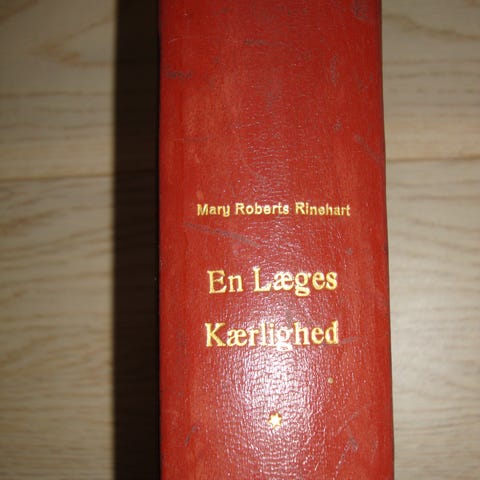 Mary Roberts Rinehart
En Læges
Kærlighed